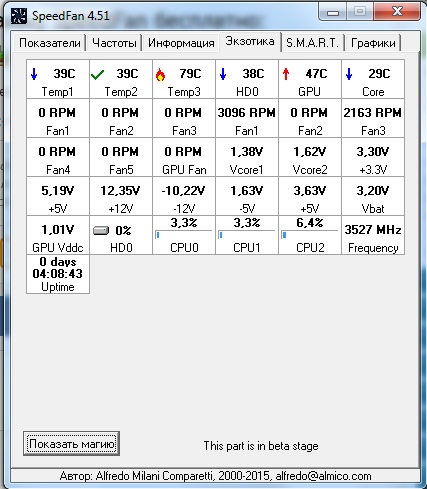 SpeedFan 4.51
Показатели Частоты Информация Экзотика S.M.A.R.T. Графики
39C 39C 79C 38C 47C 29C
Temp1 Temp2 Temp3 HD0 GPU Core
0 RPM 0 RPM 0 RPM 3096 RPM 0 RPM 2163 RPM
Fan1 Fan2 Fan3 Fan1 Fan2 Fan3
0 RPM 0 RPM 0 RPM 1,38V 1,62V 3,30V
Fan4 Fan5 GPU Fan Vcore1 Vcore2 +3.3V
5,19V 12,35V -10,22V 1,63V 3,63V 3,20V
+5V +12V -12V -5V +5V Vbat
1,01V 0% 3,3% 3,3% 6,4% 3527 MHz
GPU Vddc HD0 CPU0 CPU1 CPU2 Frequency
0 days
04:08:43
Uptime
Показать магию This part is in beta stage
Автор: Alfredo Milani Comparetti, 2000-2015, alfredo@almico.com